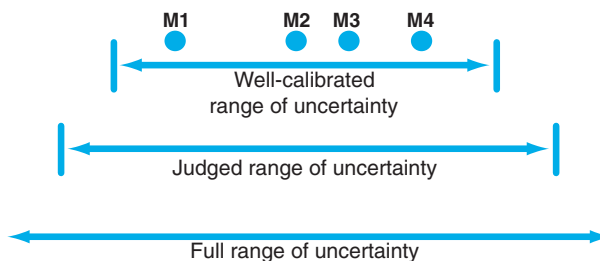 M1 M2 M3 M4
Well-calibrated
range of uncertainty
Judged range of uncertainty
Full range of uncertainty